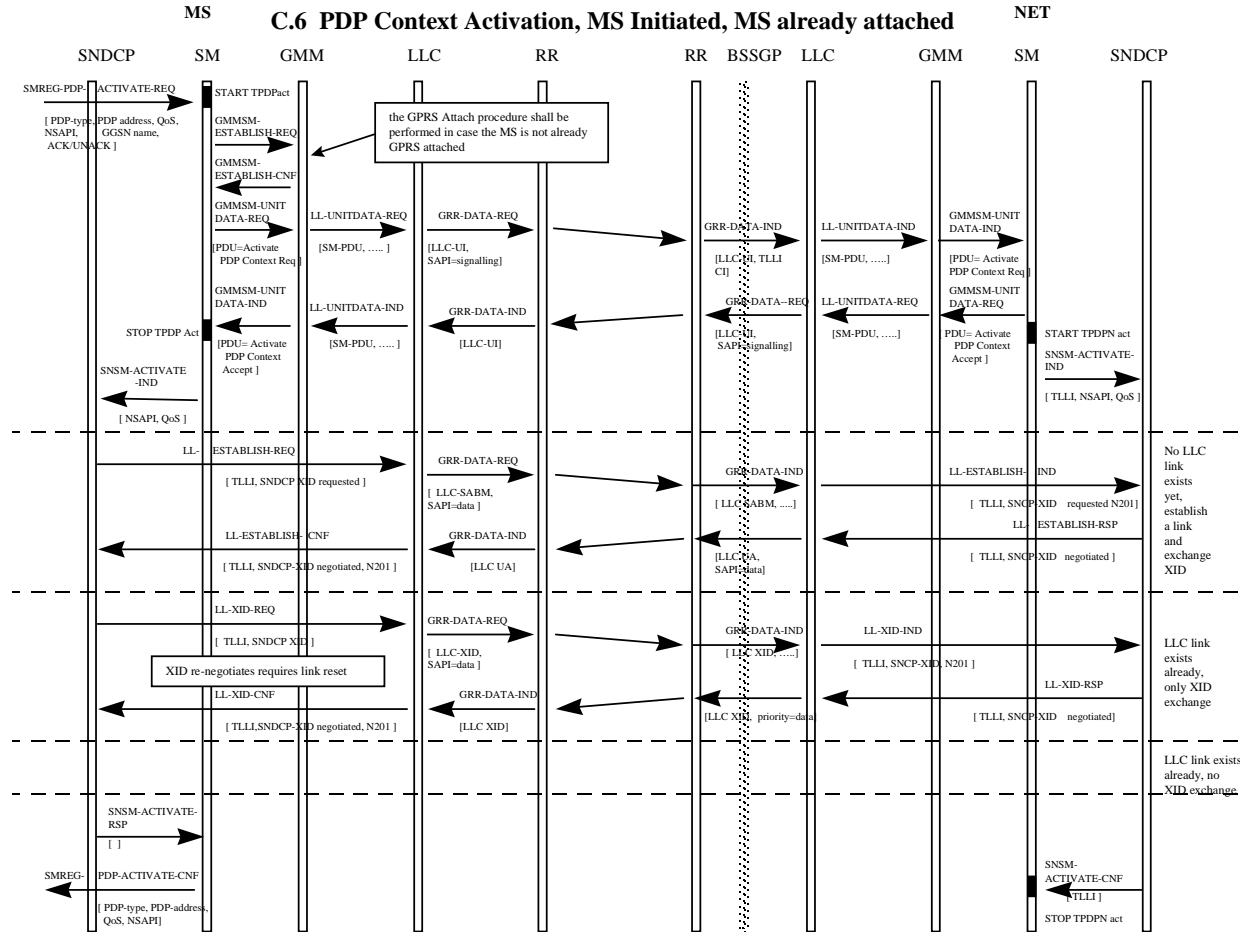 MS
C.6 PDP Context Activation, MS Initiated, MS already attached
NET
SNDCP SM GMM LLC RR RR BSSGP LLC GMM SM SNDCP
SMREG-PDP- ACTIVATE-REQ
START TPDPact
[ PDP-type, PDP address, QoS,
NSAPI, GGSN name,
ACK/UNACK ]
GMMSM-
ESTABLISH-REQ
the GPRS Attach procedure shall be
performed in case the MS is not already
GPRS attached
GMMSM-
ESTABLISH-CNF
GMMSM-UNIT
DATA-REQ
LL-UNITDATA-REQ
GRR-DATA-REQ
GRR-DATA-IND
LL-UNITDATA-IND
GMMSM-UNIT
DATA-IND
[PDU=Activate
PDP Context Req ]
[SM-PDU, ….. ]
[LLC-UI,
SAPI=signalling]
[LLC-UI, TLLI
CI]
[SM-PDU, …..]
[PDU= Activate
PDP Context Req ]
GMMSM-UNIT
DATA-IND
LL-UNITDATA-IND
GRR-DATA-IND
GRR-DATA--REQ
LL-UNITDATA-REQ
GMMSM-UNIT
DATA-REQ
STOP TPDP Act
[PDU= Activate
PDP Context
Accept ]
[SM-PDU, ….. ]
[LLC-UI]
[LLC-UI,
SAPI=signalling]
[SM-PDU, …..]
[ PDU= Activate
PDP Context
Accept ]
START TPDPN act
SNSM-ACTIVATE
-IND
[ NSAPI, QoS ]
SNSM-ACTIVATE-
IND
[ TLLI, NSAPI, QoS ]
LL- ESTABLISH-REQ
[ TLLI, SNDCP XID requested ]
GRR-DATA-REQ
[ LLC-SABM,
SAPI=data ]
GRR-DATA-IND
[ LLC SABM, .....]
LL-ESTABLISH- IND
[ TLLI, SNCP-XID requested N201]
No LLC
link
exists
yet,
establish
a link
and
exchange
XID
LL-ESTABLISH- CNF
[ TLLI, SNDCP-XID negotiated, N201 ]
GRR-DATA-IND
[LLC UA]
[LLC UA,
SAPI=data]
LL- ESTABLISH-RSP
[ TLLI, SNCP-XID negotiated ]
LL-XID-REQ
[ TLLI, SNDCP XID ]
GRR-DATA-REQ
[ LLC-XID,
SAPI=data ]
GRR-DATA-IND
[ LLC XID, …..]
LL-XID-IND
[ TLLI, SNCP-XID, N201 ]
LLC link
exists
already,
only XID
exchange
XID re-negotiates requires link reset
LL-XID-CNF
[ TLLI,SNDCP-XID negotiated, N201 ]
GRR-DATA-IND
[LLC XID]
[LLC XID, priority=data]
LL-XID-RSP
[ TLLI, SNCP-XID negotiated]
LLC link exists
already, no
XID exchange
SNSM-ACTIVATE-
RSP
[ ]
SMREG- PDP-ACTIVATE-CNF
[ PDP-type, PDP-address,
QoS, NSAPI]
SNSM-
ACTIVATE-CNF
[TLLI ]
STOP TPDPN act